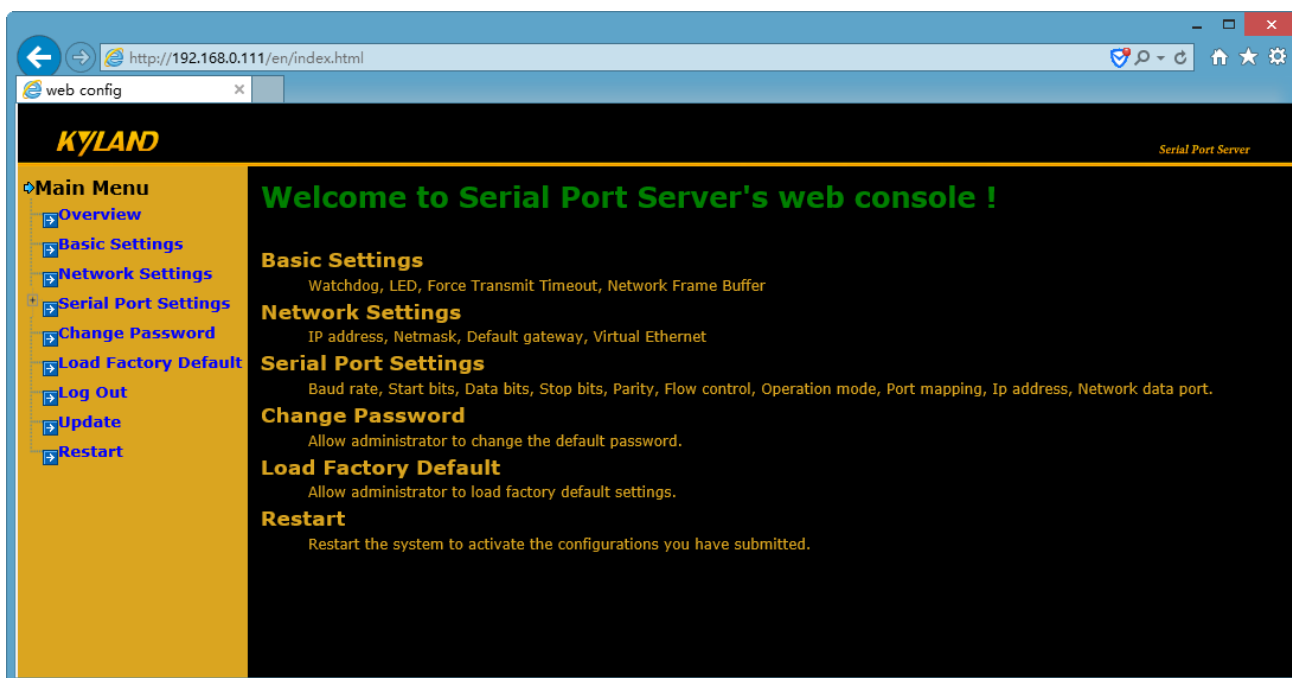 http://192.168.0.111/en/index.html
web config
KYLAND
Serial Port Server
Main Menu
Overview
Basic Settings
Network Settings
Serial Port Settings
Change Password
Load Factory Default
Log Out
Update
Restart
Welcome to Serial Port Server's web console !
Basic Settings
Watchdog, LED, Force Transmit Timeout, Network Frame Buffer
Network Settings
IP address, Netmask, Default gateway, Virtual Ethernet
Serial Port Settings
Baud rate, Start bits, Data bits, Stop bits, Parity, Flow control, Operation mode, Port mapping, Ip address, Network data port.
Change Password
Allow administrator to change the default password.
Load Factory Default
Allow administrator to load factory default settings.
Restart
Restart the system to activate the configurations you have submitted.